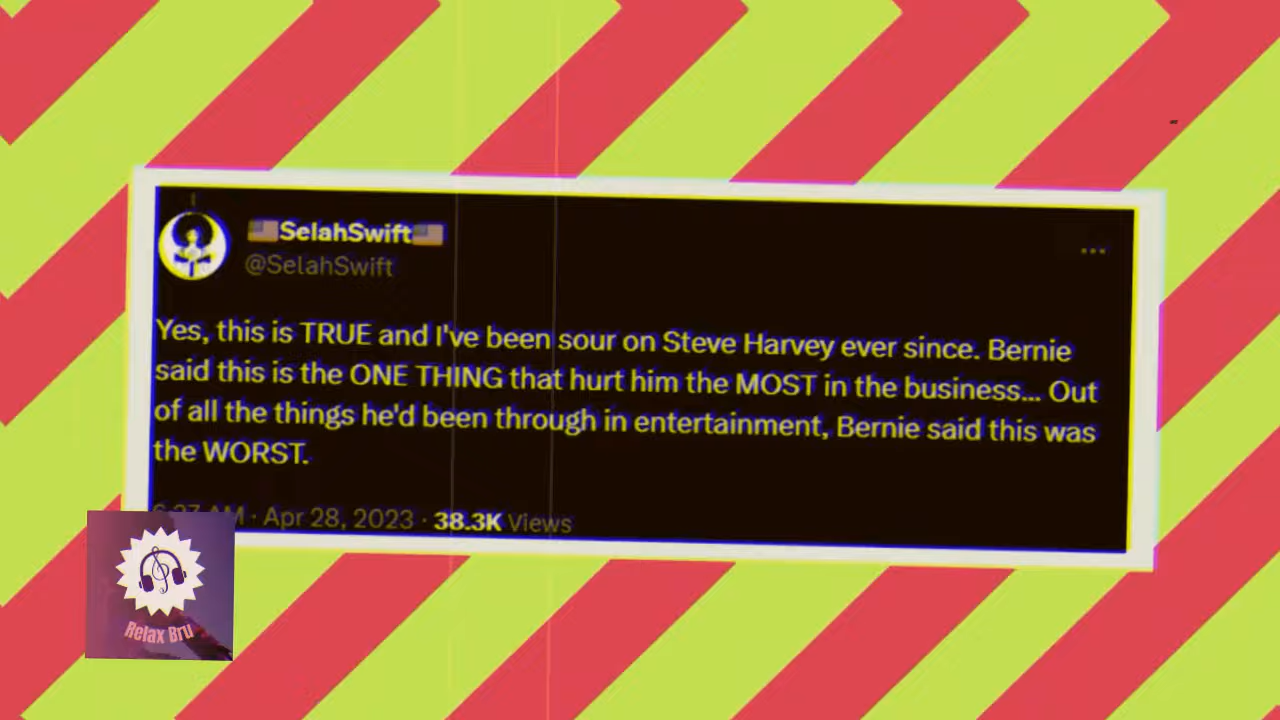 🇺🇸SelahSwift🇺🇸
@SelahSwift
...
Yes, this is TRUE and I've been sour on Steve Harvey ever since. Bernie
said this is the ONE THING that hurt him the MOST in the business... Out
of all the things he'd been through in entertainment, Bernie said this was
the WORST.
AM · Apr 28, 2023 · 38.3K Views
Relax Bru